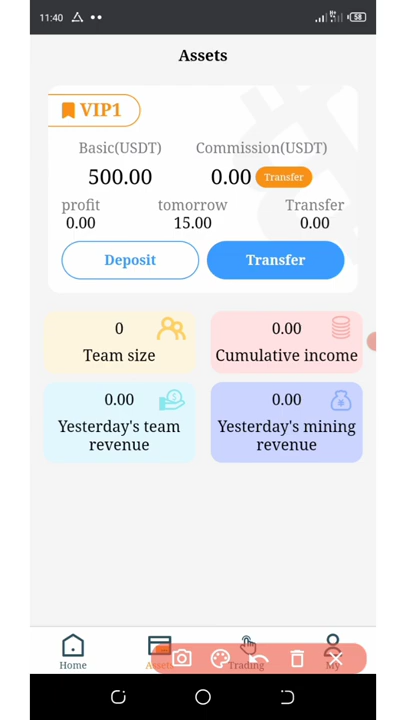 11:40
58
Assets
VIP1
Basic(USDT) Commission(USDT)
500.00 0.00 Transfer
profit tomorrow Transfer
0.00 15.00 0.00
Deposit Transfer
0 0.00
Team size Cumulative income
0.00 0.00
Yesterday's team Yesterday's mining
revenue revenue
Home Assets Trading My